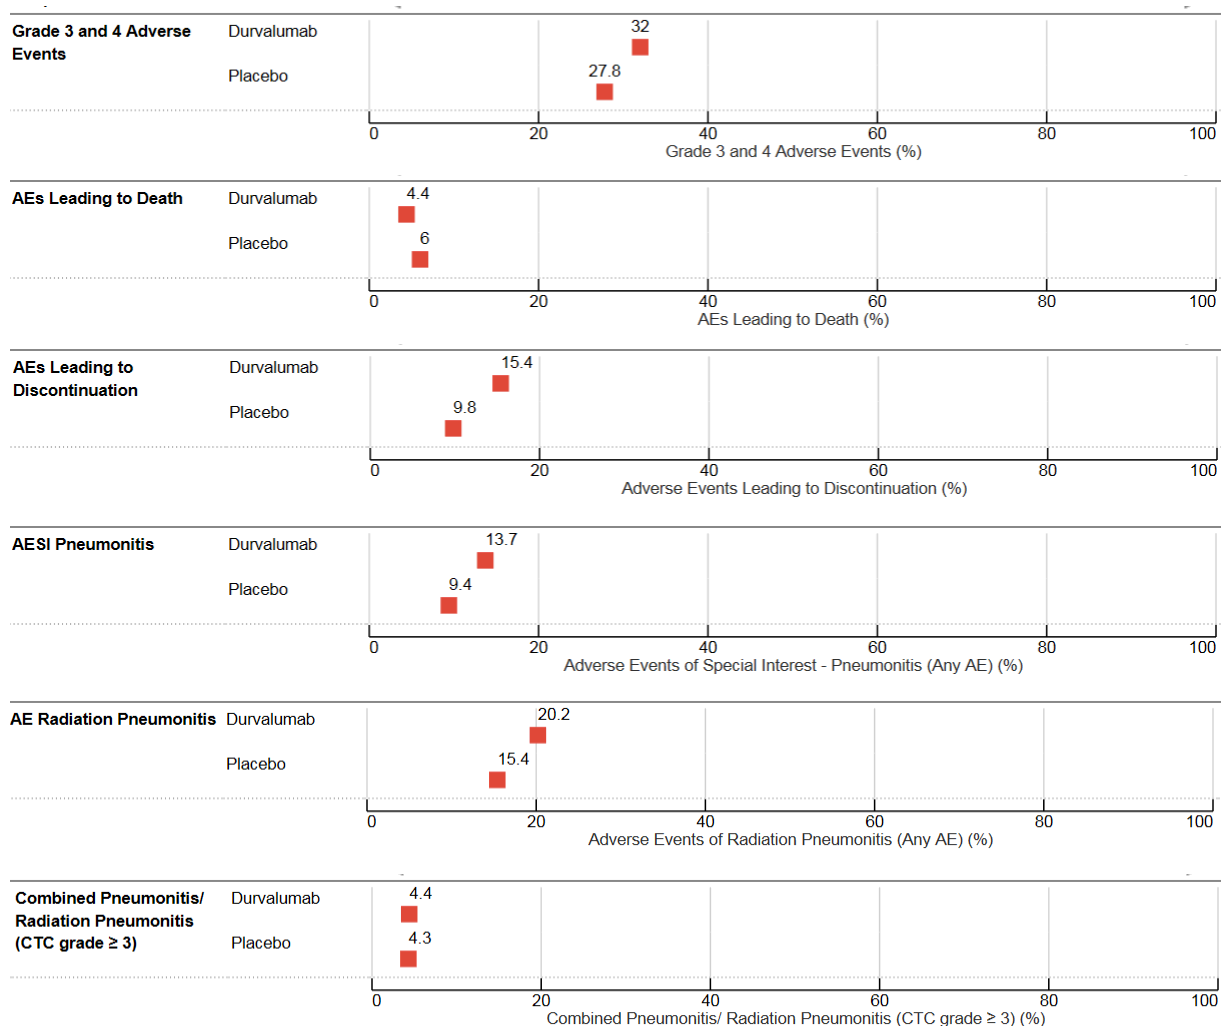 Grade 3 and 4 Adverse Events
Durvalumab
32
Placebo
27.8
0 20 40 60 80 100
Grade 3 and 4 Adverse Events (%)
AEs Leading to Death
Durvalumab
4.4
Placebo
6
0 20 40 60 80 100
AEs Leading to Death (%)
AEs Leading to
Discontinuation
Durvalumab
15.4
Placebo
9.8
0 20 40 60 80 100
Adverse Events Leading to Discontinuation (%)
AESI Pneumonitis
Durvalumab
13.7
Placebo
9.4
0 20 40 60 80 100
Adverse Events of Special Interest - Pneumonitis (Any AE) (%)
AE Radiation Pneumonitis
Durvalumab
20.2
Placebo
15.4
0 20 40 60 80 100
Adverse Events of Radiation Pneumonitis (Any AE) (%)
Combined Pneumonitis/
Radiation Pneumonitis
(CTC grade ≥ 3)
Durvalumab
4.4
Placebo
4.3
0 20 40 60 80 100
Combined Pneumonitis/ Radiation Pneumonitis (CTC grade ≥ 3) (%)